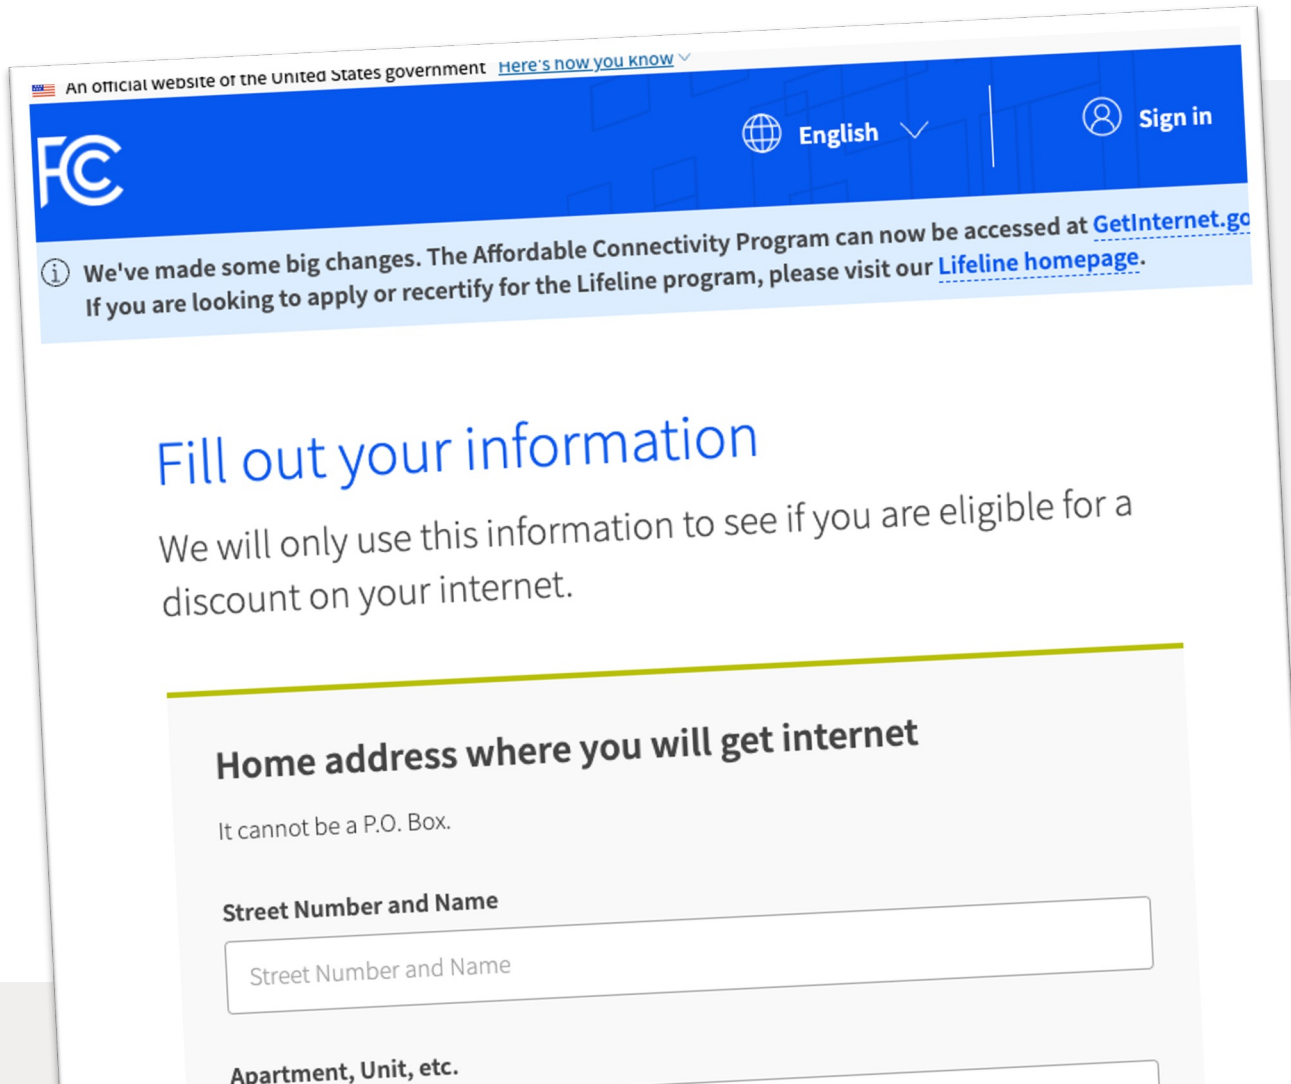 An official website of the United States government Here's how you know
FCC
English
Sign in
We've made some big changes. The Affordable Connectivity Program can now be accessed at GetInternet.go
If you are looking to apply or recertify for the Lifeline program, please visit our Lifeline homepage.
Fill out your information
We will only use this information to see if you are eligible for a
discount on your internet.
Home address where you will get internet
It cannot be a P.O. Box.
Street Number and Name
Street Number and Name
Apartment, Unit, etc.